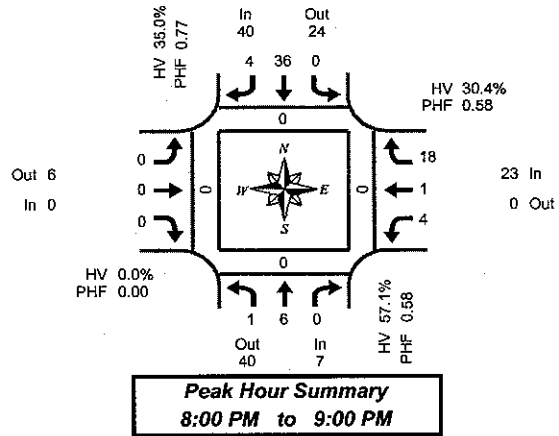 HV 35.0%
PHF 0.77
In
40
Out
24
4 36 0
HV 30.4%
PHF 0.58
0
0
0
0
Out 6
In 0
0
0
N
W E
S
18
1
4
23 In
0 Out
0
HV 0.0%
PHF 0.00
1 6 0
Out
40
In
7
HV 57.1%
PHF 0.58
Peak Hour Summary
8:00 PM to 9:00 PM